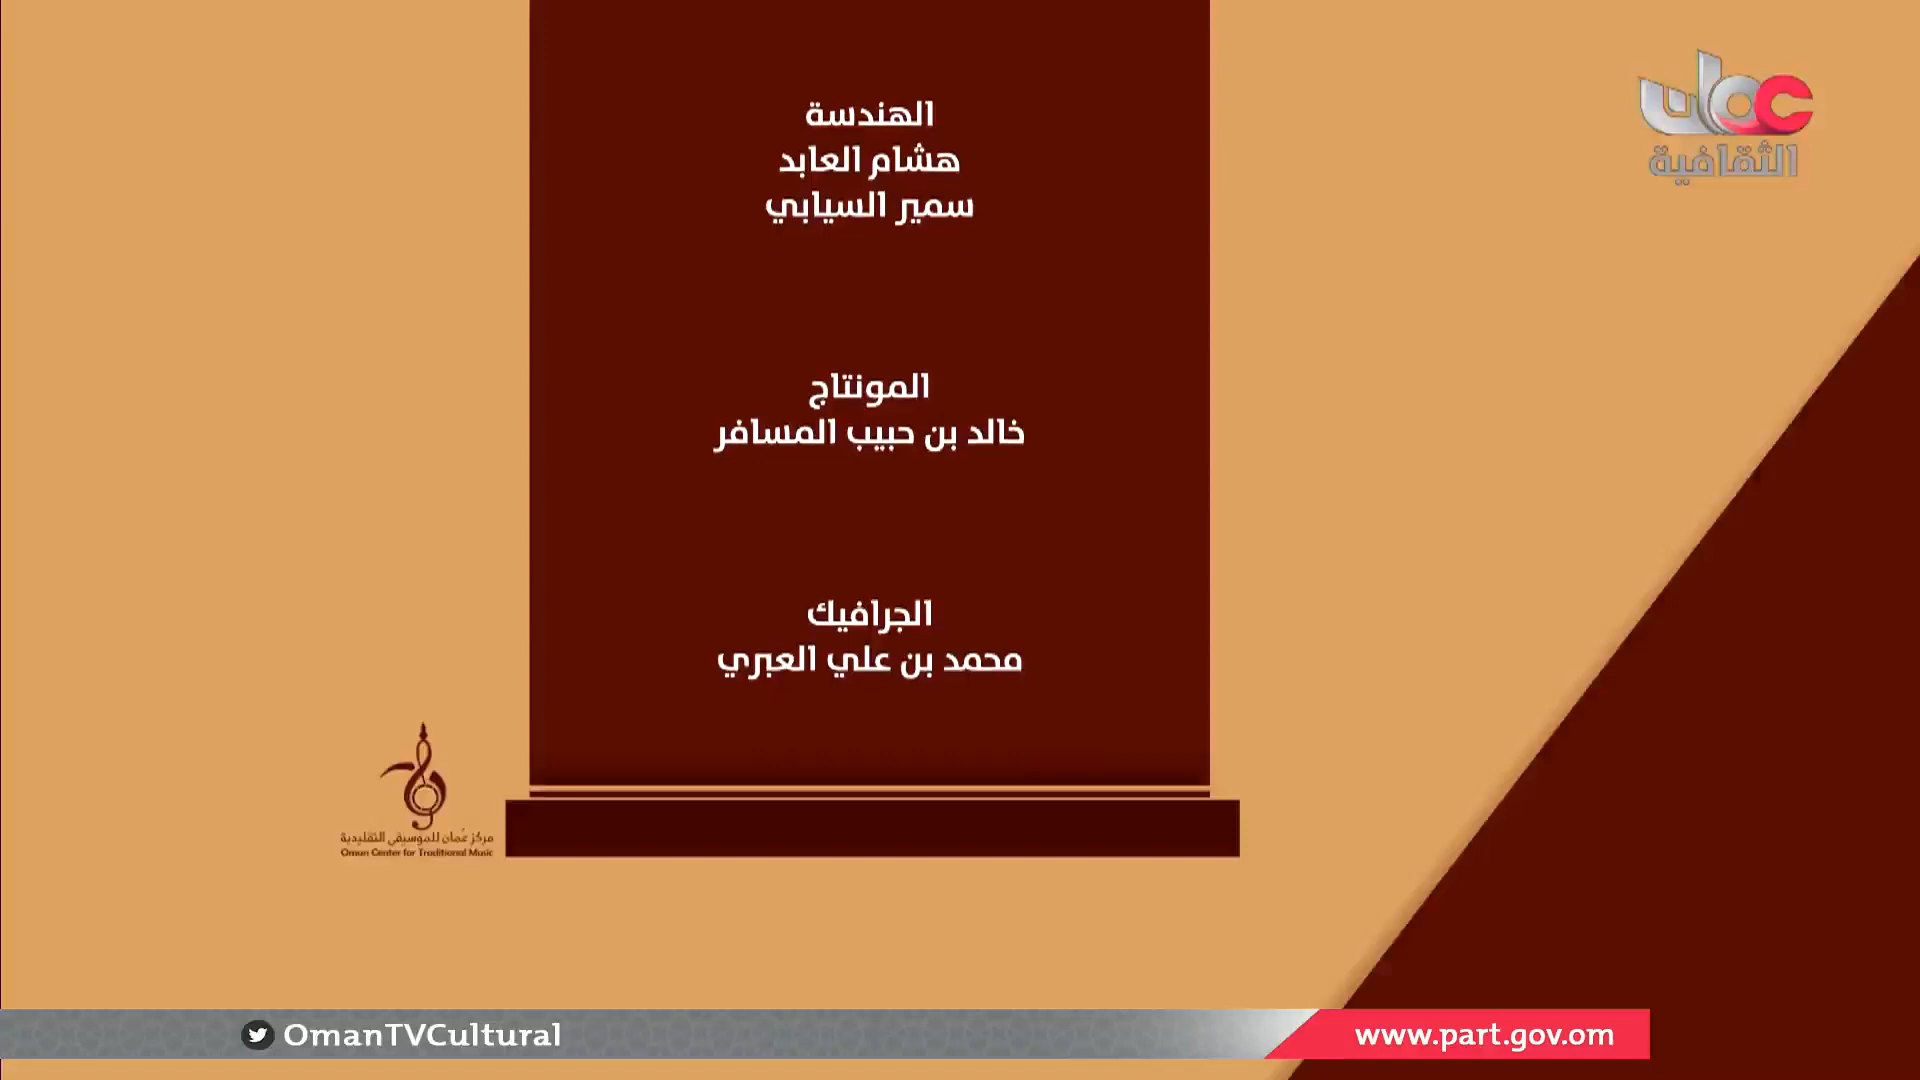 عمان
الثقافية
الهندسة
هشام العابد
سمير السيابي
المونتاج
خالد بن حبيب المسافر
الجرافيك
محمد بن علي العبري
مركز عُمان للموسيقى التقليدية
Oman Center for Traditional Music
OmanTVCultural
www.part.gov.om